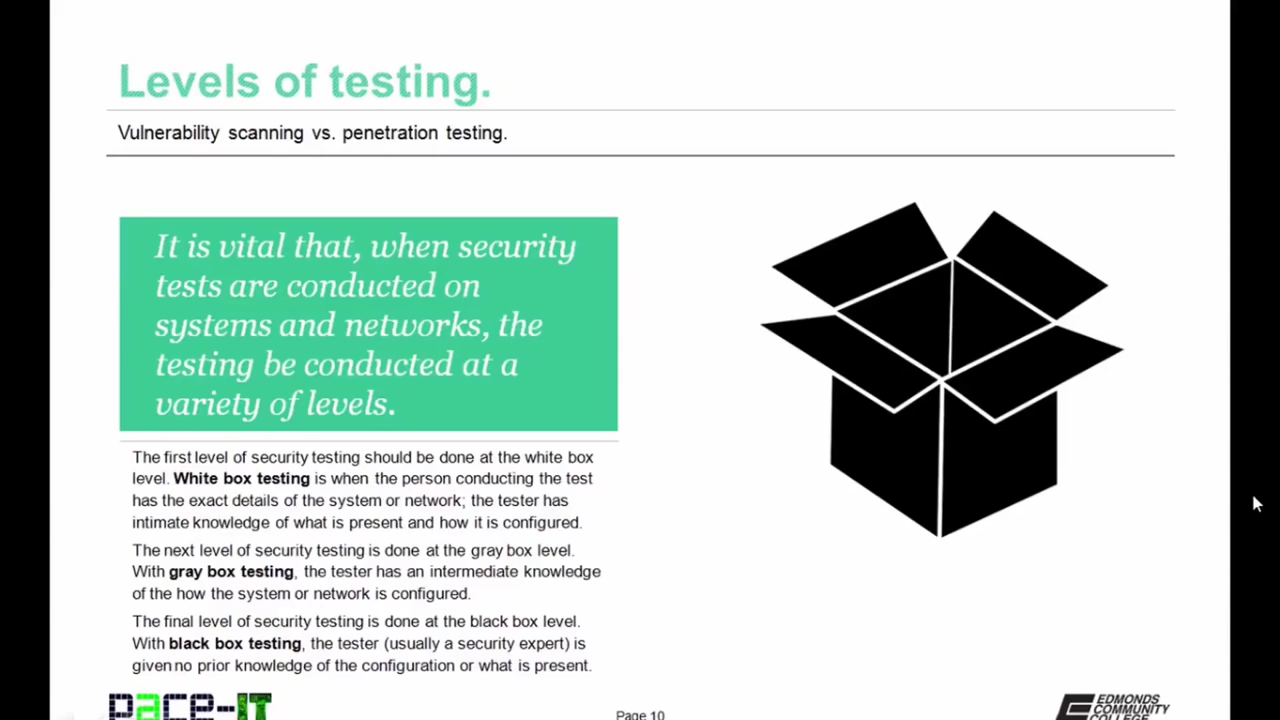 Levels of testing.
Vulnerability scanning vs. penetration testing.
It is vital that, when security
tests are conducted on
systems and networks, the
testing be conducted at a
variety of levels.
The first level of security testing should be done at the white box
level. White box testing is when the person conducting the test
has the exact details of the system or network; the tester has
intimate knowledge of what is present and how it is configured.
The next level of security testing is done at the gray box level.
With gray box testing, the tester has an intermediate knowledge
of the how the system or network is configured.
The final level of security testing is done at the black box level.
With black box testing, the tester (usually a security expert) is
given no prior knowledge of the configuration or what is present.
PACE-IT
Page 10
EDMONDS
COMMUNITY
COLLEGE